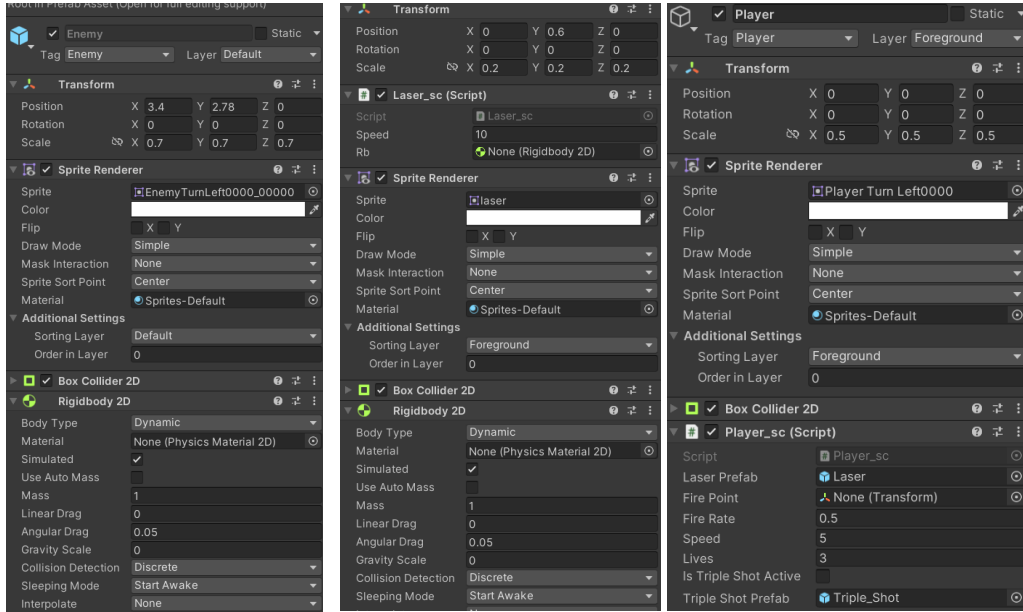 Root in Prefab Asset (Open for full editing support)
Enemy
Static
Tag Enemy Layer Default
Transform
Position X 3.4 Y 2.78 Z 0
Rotation X 0 Y 0 Z 0
Scale X 0.7 Y 0.7 Z 0.7
Sprite Renderer
Sprite EnemyTurnLeft0000_00000
Color
Flip X Y
Draw Mode Simple
Mask Interaction None
Sprite Sort Point Center
Material Sprites-Default
Additional Settings
Sorting Layer Default
Order in Layer 0
Box Collider 2D
Rigidbody 2D
Body Type Dynamic
Material None (Physics Material 2D)
Simulated
Use Auto Mass
Mass 1
Linear Drag 0
Angular Drag 0.05
Gravity Scale 0
Collision Detection Discrete
Sleeping Mode Start Awake
Interpolate None
Transform
Position X 0 Y 0.6 Z 0
Rotation X 0 Y 0 Z 0
Scale X 0.2 Y 0.2 Z 0.2
Laser_sc (Script)
Script Laser_sc
Speed 10
Rb None (Rigidbody 2D)
Sprite Renderer
Sprite laser
Color
Flip X Y
Draw Mode Simple
Mask Interaction None
Sprite Sort Point Center
Material Sprites-Default
Additional Settings
Sorting Layer Foreground
Order in Layer 0
Box Collider 2D
Rigidbody 2D
Body Type Dynamic
Material None (Physics Material 2D)
Simulated
Use Auto Mass
Mass 1
Linear Drag 0
Angular Drag 0.05
Gravity Scale 0
Collision Detection Discrete
Sleeping Mode Start Awake
Player Static
Tag Player Layer Foreground
Transform
Position X 0 Y 0 Z 0
Rotation X 0 Y 0 Z 0
Scale X 0.5 Y 0.5 Z 0.5
Sprite Renderer
Sprite Player Turn Left0000
Color
Flip X Y
Draw Mode Simple
Mask Interaction None
Sprite Sort Point Center
Material Sprites-Default
Additional Settings
Sorting Layer Foreground
Order in Layer 0
Box Collider 2D
Player_sc (Script)
Script Player_sc
Laser Prefab Laser
Fire Point None (Transform)
Fire Rate 0.5
Speed 5
Lives 3
Is Triple Shot Active
Triple Shot Prefab Triple_Shot